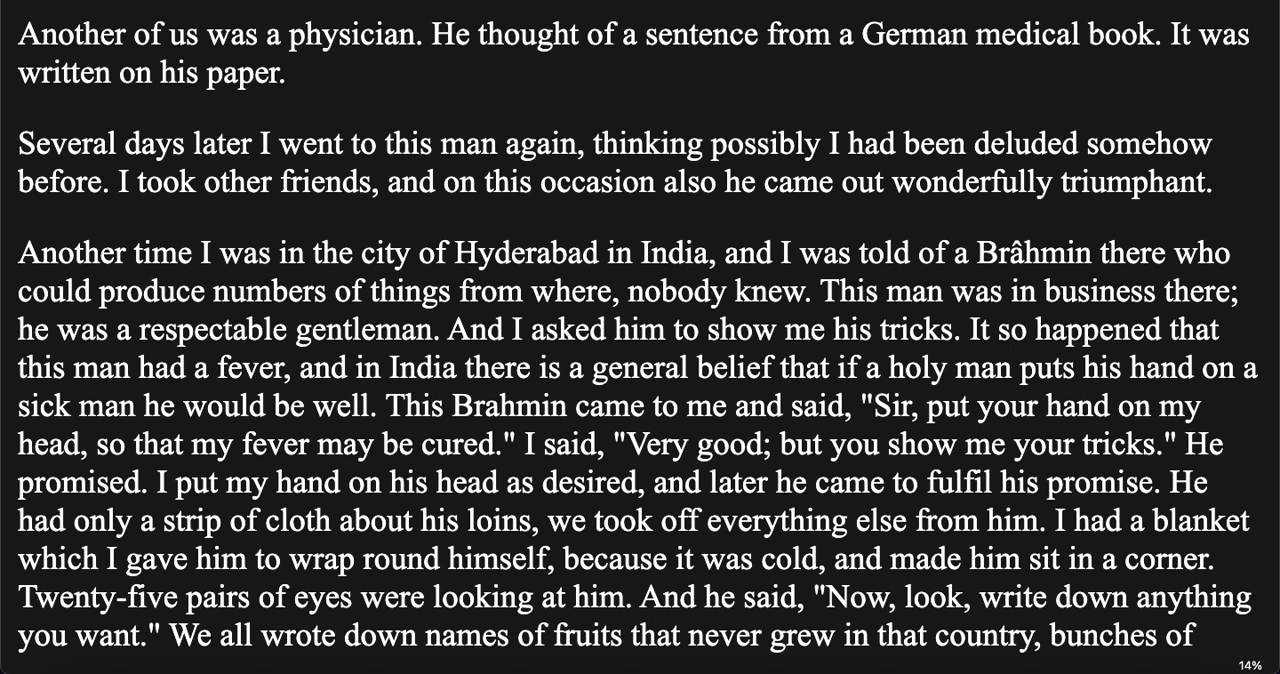 Another of us was a physician. He thought of a sentence from a German medical book. It was
written on his paper.
Several days later I went to this man again, thinking possibly I had been deluded somehow
before. I took other friends, and on this occasion also he came out wonderfully triumphant.
Another time I was in the city of Hyderabad in India, and I was told of a Brâhmin there who
could produce numbers of things from where, nobody knew. This man was in business there;
he was a respectable gentleman. And I asked him to show me his tricks. It so happened that
this man had a fever, and in India there is a general belief that if a holy man puts his hand on a
sick man he would be well. This Brahmin came to me and said, "Sir, put your hand on my
head, so that my fever may be cured." I said, "Very good; but you show me your tricks." He
promised. I put my hand on his head as desired, and later he came to fulfil his promise. He
had only a strip of cloth about his loins, we took off everything else from him. I had a blanket
which I gave him to wrap round himself, because it was cold, and made him sit in a corner.
Twenty-five pairs of eyes were looking at him. And he said, "Now, look, write down anything
you want." We all wrote down names of fruits that never grew in that country, bunches of
14%